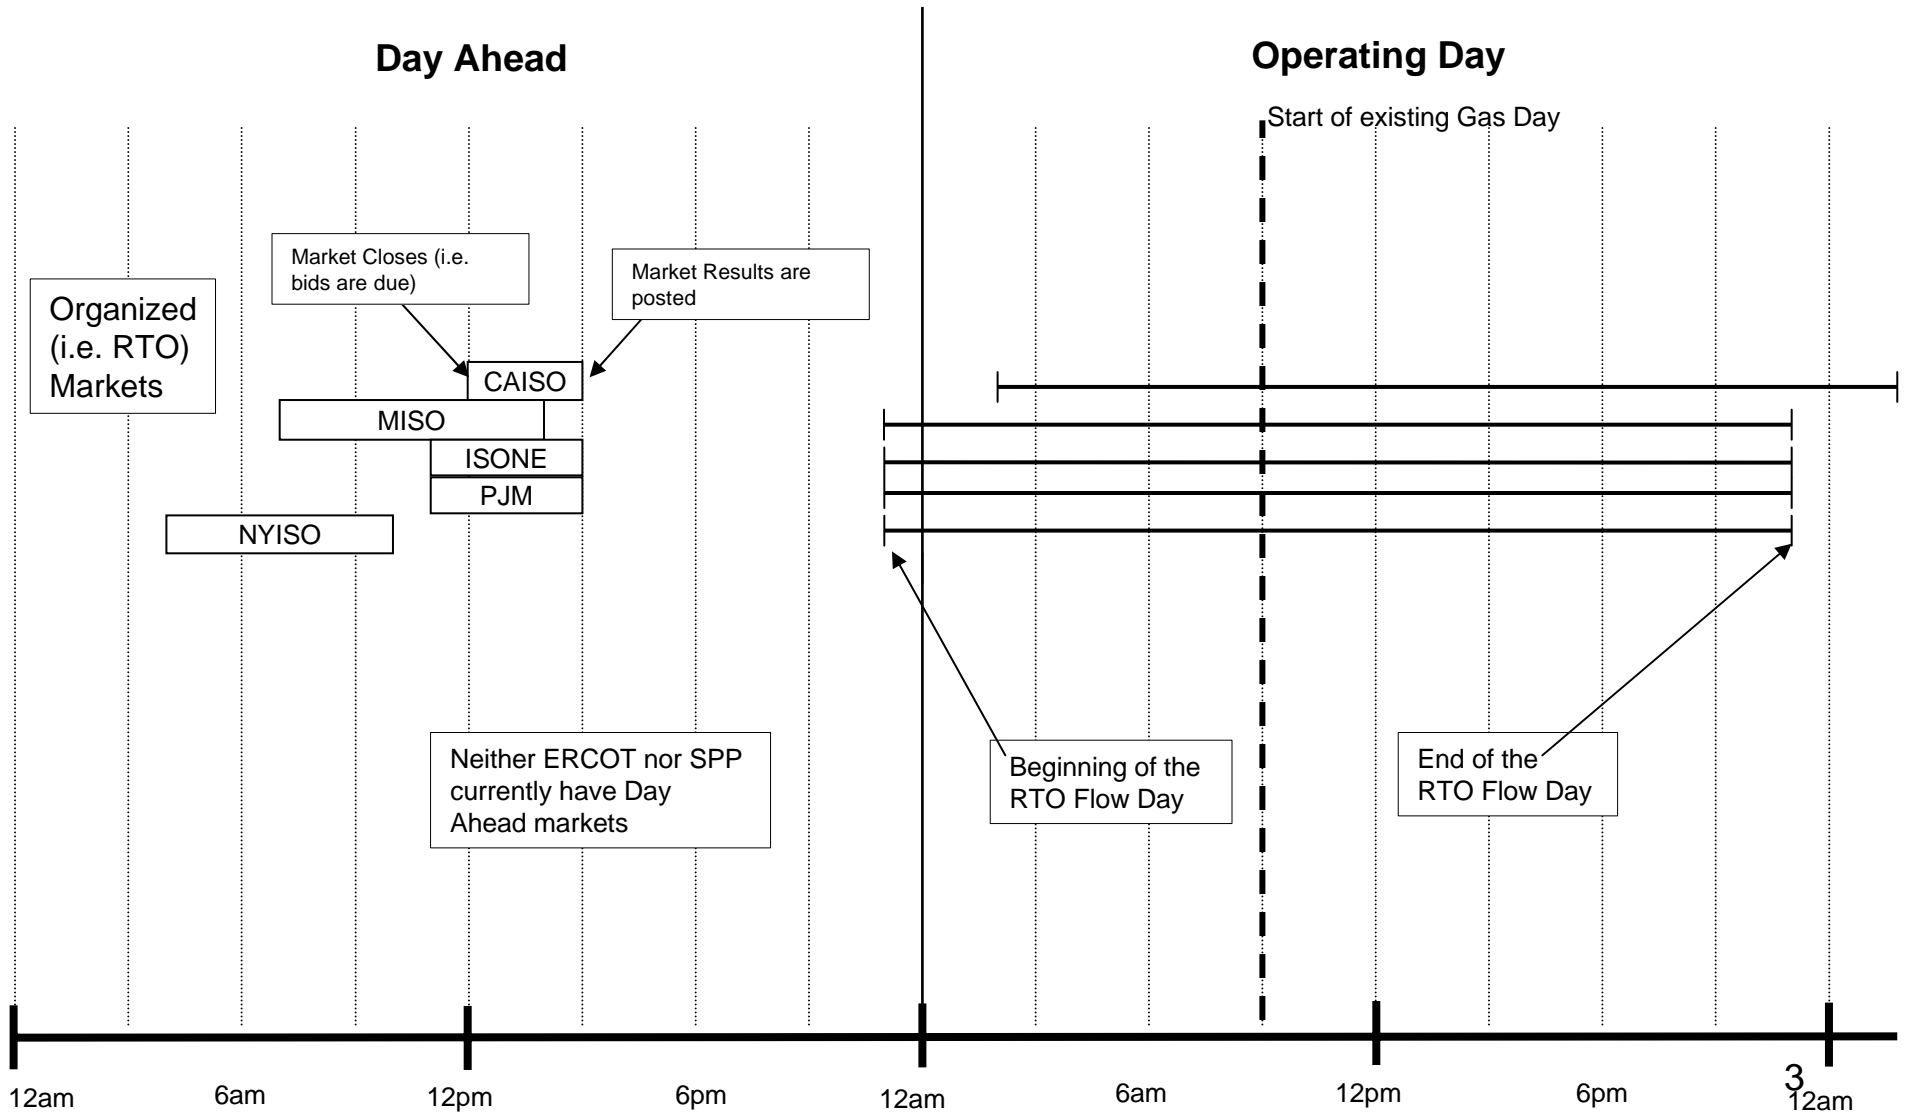 Day Ahead
Operating Day
Start of existing Gas Day
Market Closes (i.e.
bids are due)
Market Results are
posted
Organized
(i.e. RTO)
Markets
CAISO
MISO
ISONE
PJM
NYISO
Neither ERCOT nor SPP
currently have Day
Ahead markets
Beginning of the
RTO Flow Day
End of the
RTO Flow Day
12am
6am
12pm
6pm
12am
6am
12pm
6pm
12am
3